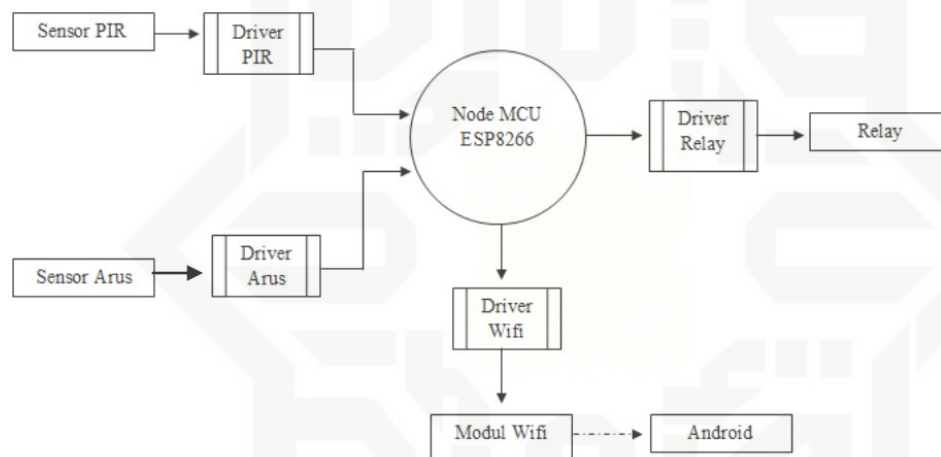 Sensor PIR
Driver
PIR
Node MCU
ESP8266
Driver
Relay
Relay
Sensor Arus
Driver
Arus
Driver
Wifi
Modul Wifi
Android